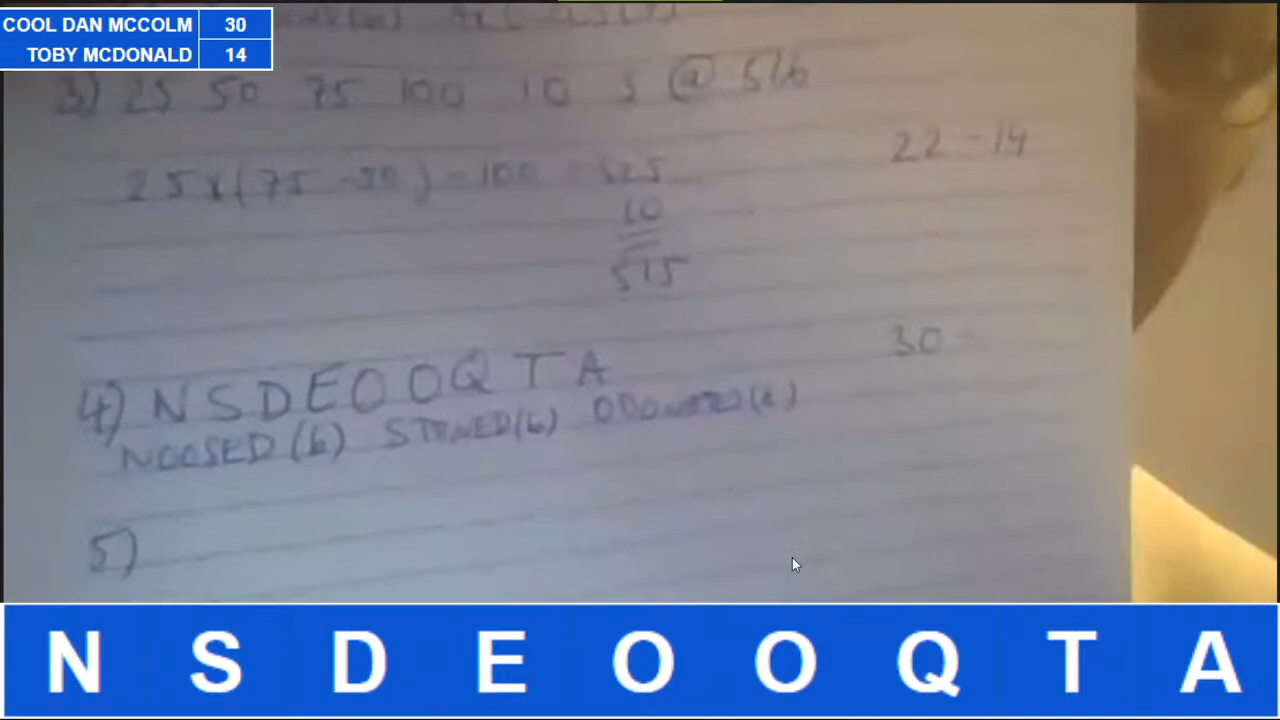 COOL DAN MCCOLM 30
TOBY MCDONALD 14
3) 25 50 75 100 10 3 @ 516
22 - 14
25 x (75 - 50) - 100 = 525
10
515
30 -
4) N S D E O O Q T A
NOOSED (6) STONED (6)
5)
N S D E O O Q T A